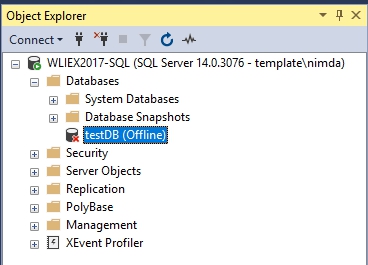 Object Explorer
Connect
WLIEX2017-SQL (SQL Server 14.0.3076 - template\nimda)
Databases
System Databases
Database Snapshots
testDB (Offline)
Security
Server Objects
Replication
PolyBase
Management
XEvent Profiler